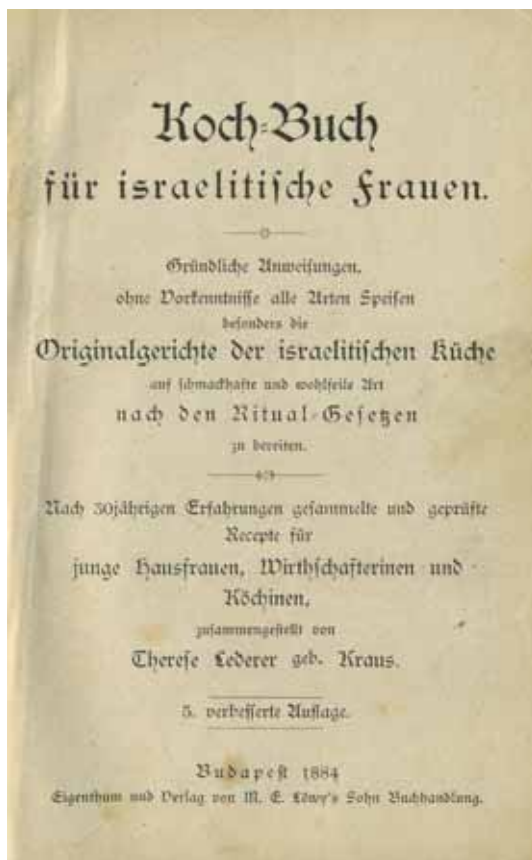 Koch-Buch
für israelitische Frauen.
Gründliche Anweisungen,
ohne Vorkenntnisse alle Arten Speisen
besonders die
Originalgerichte der israelitischen Küche
auf schmackhafte und wohlfeile Art
nach den Ritual-Gesetzen
zu bereiten.
Nach 30jährigen Erfahrungen gesammelte und geprüfte
Recepte für
junge Hausfrauen, Wirthschafterinen und
Köchinen,
zusammengestellt von
Therese Lederer geb. Kraus.
5. verbesserte Auflage.
Budapest 1884
Eigenthum und Verlag von M. E. Löwy's Sohn Buchhandlung.